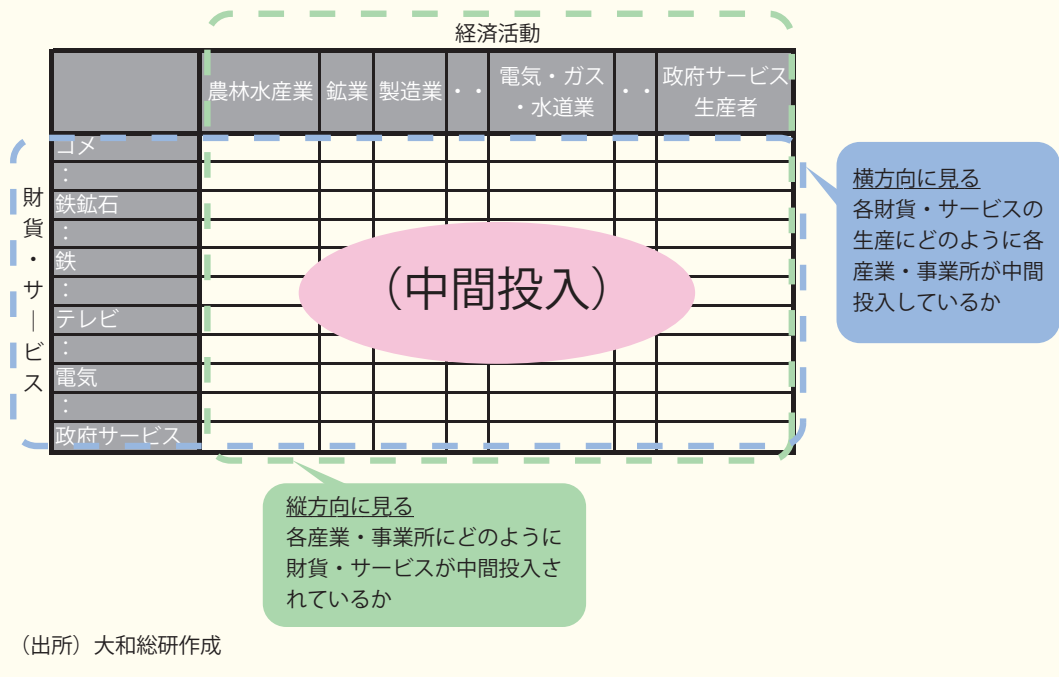 経済活動
農林水産業 鉱業 製造業 ・・ 電気・ガス ・・ 政府サービス
・水道業 生産者
財貨・サービス
コメ
：
鉄鉱石
：
鉄
：
テレビ
：
電気
：
政府サービス
（中間投入）
横方向に見る
各財貨・サービスの
生産にどのように各
産業・事業所が中間
投入しているか
縦方向に見る
各産業・事業所にどのように
財貨・サービスが中間投入さ
れているか
（出所）大和総研作成